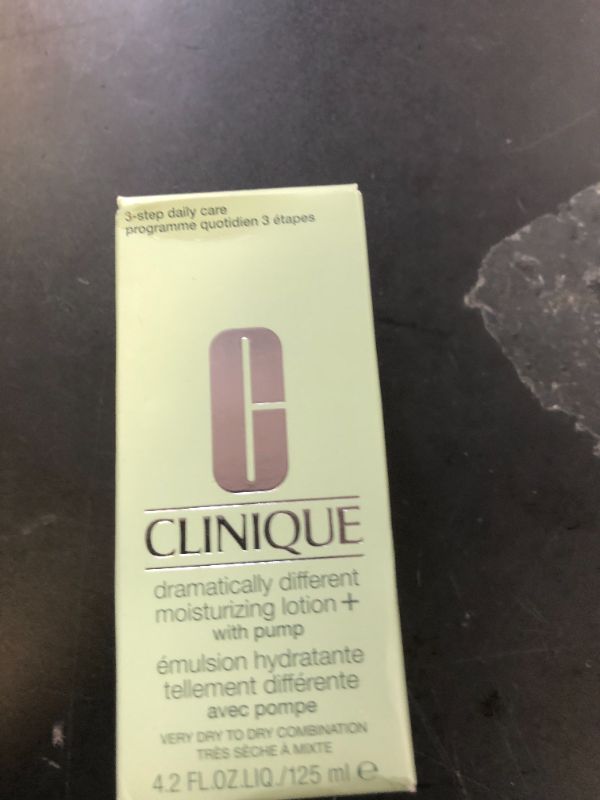 3-step daily care
programme quotidien 3 étapes
C
CLINIQUE
dramatically different
moisturizing lotion+
with pump
émulsion hydratante
tellement différente
avec pompe
VERY DRY TO DRY COMBINATION
TRÈS SÈCHE À MIXTE
4.2 FL.OZ.LIQ./125 ml ℮